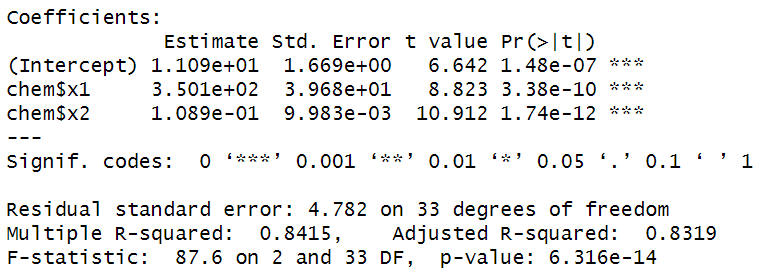 Coefficients:
Estimate Std. Error t value Pr(>|t|)
(Intercept) 1.109e+01 1.669e+00 6.642 1.48e-07 ***
chem$x1 3.501e+02 3.968e+01 8.823 3.38e-10 ***
chem$x2 1.089e-01 9.983e-03 10.912 1.74e-12 ***
---
Signif. codes: 0 ‘***’ 0.001 ‘**’ 0.01 ‘*’ 0.05 ‘.’ 0.1 ‘ ’ 1
Residual standard error: 4.782 on 33 degrees of freedom
Multiple R-squared: 0.8415, Adjusted R-squared: 0.8319
F-statistic: 87.6 on 2 and 33 DF, p-value: 6.316e-14